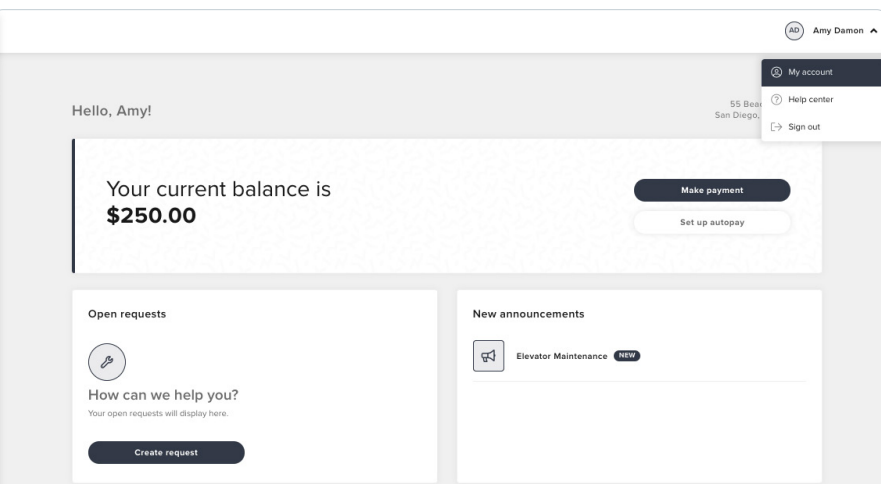 AD Amy Damon
My account
Help center
Sign out
Hello, Amy!
55
San Diego,
Your current balance is
$250.00
Make payment
Set up autopay
Open requests
How can we help you?
Your open requests will display here.
Create request
New announcements
Elevator Maintenance NEW